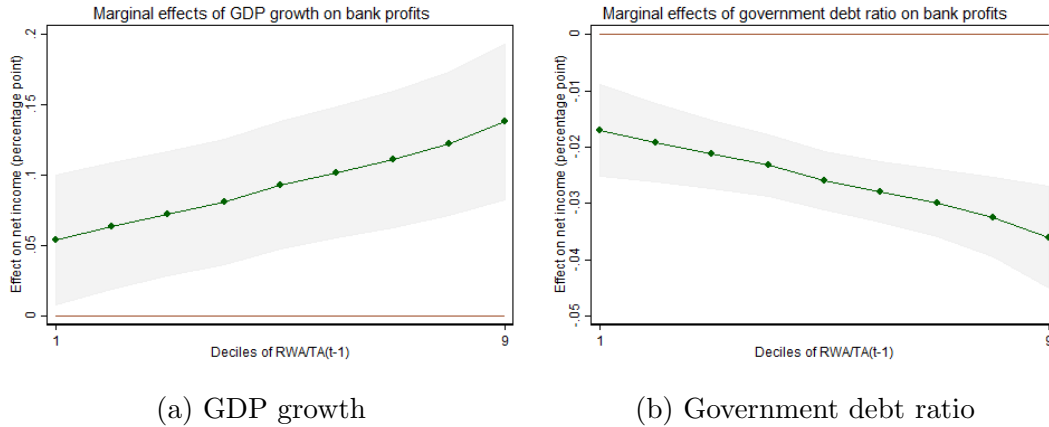 Marginal effects of GDP growth on bank profits
Effect on net income (percentage point)
.2
.15
.1
.05
0
1
9
Deciles of RWA/TA(t-1)
(a) GDP growth
Marginal effects of government debt ratio on bank profits
Effect on net income (percentage point)
0
-.01
-.02
-.03
-.04
-.05
1
9
Deciles of RWA/TA(t-1)
(b) Government debt ratio